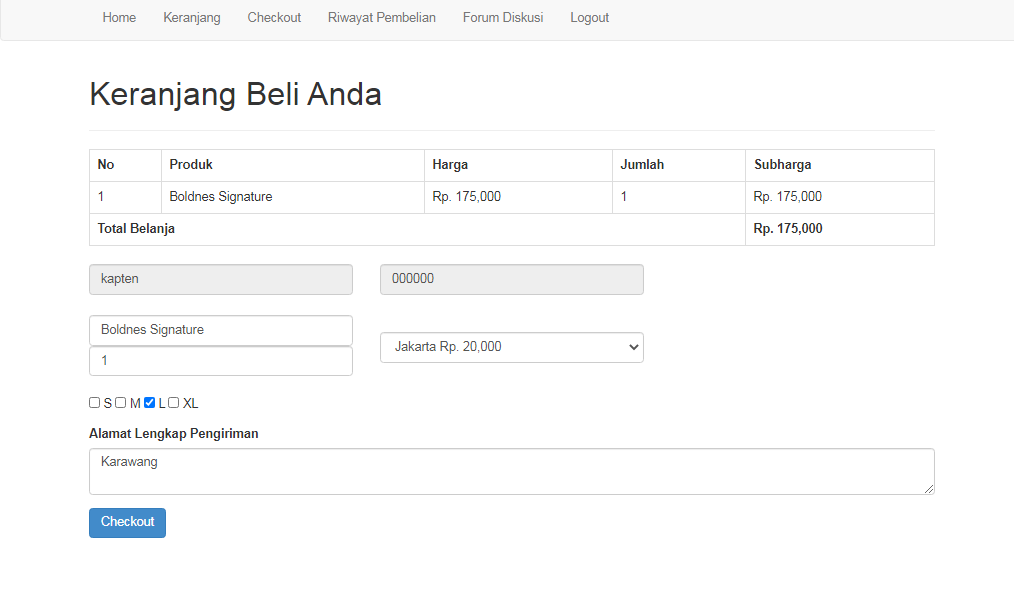 Home Keranjang Checkout Riwayat Pembelian Forum Diskusi Logout
Keranjang Beli Anda
No Produk Harga Jumlah Subharga
1 Boldnes Signature Rp. 175,000 1 Rp. 175,000
Total Belanja Rp. 175,000
kapten 000000
Boldnes Signature
Jakarta Rp. 20,000
1
S M L XL
Alamat Lengkap Pengiriman
Karawang
Checkout